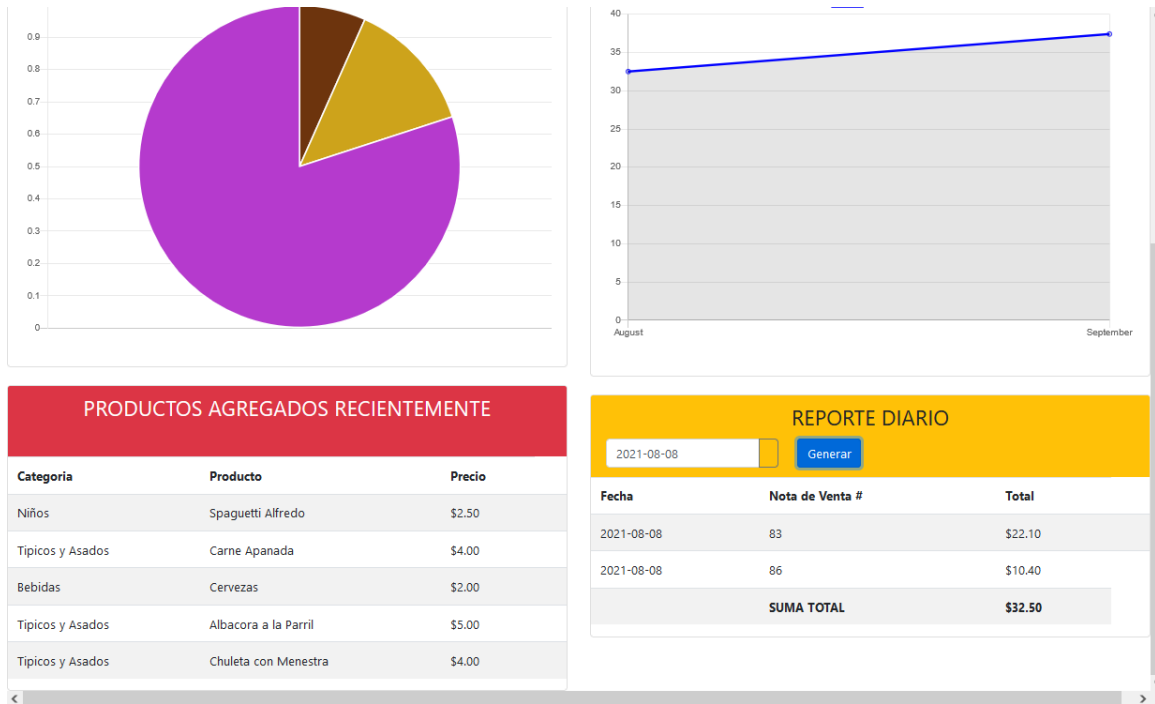 0.9
0.8
0.7
0.6
0.5
0.4
0.3
0.2
0.1
0
40
35
30
25
20
15
10
5
0
August September
PRODUCTOS AGREGADOS RECIENTEMENTE
Categoria Producto Precio
Niños Spaguetti Alfredo $2.50
Tipicos y Asados Carne Apanada $4.00
Bebidas Cervezas $2.00
Tipicos y Asados Albacora a la Parril $5.00
Tipicos y Asados Chuleta con Menestra $4.00
REPORTE DIARIO
2021-08-08 Generar
Fecha Nota de Venta # Total
2021-08-08 83 $22.10
2021-08-08 86 $10.40
SUMA TOTAL $32.50